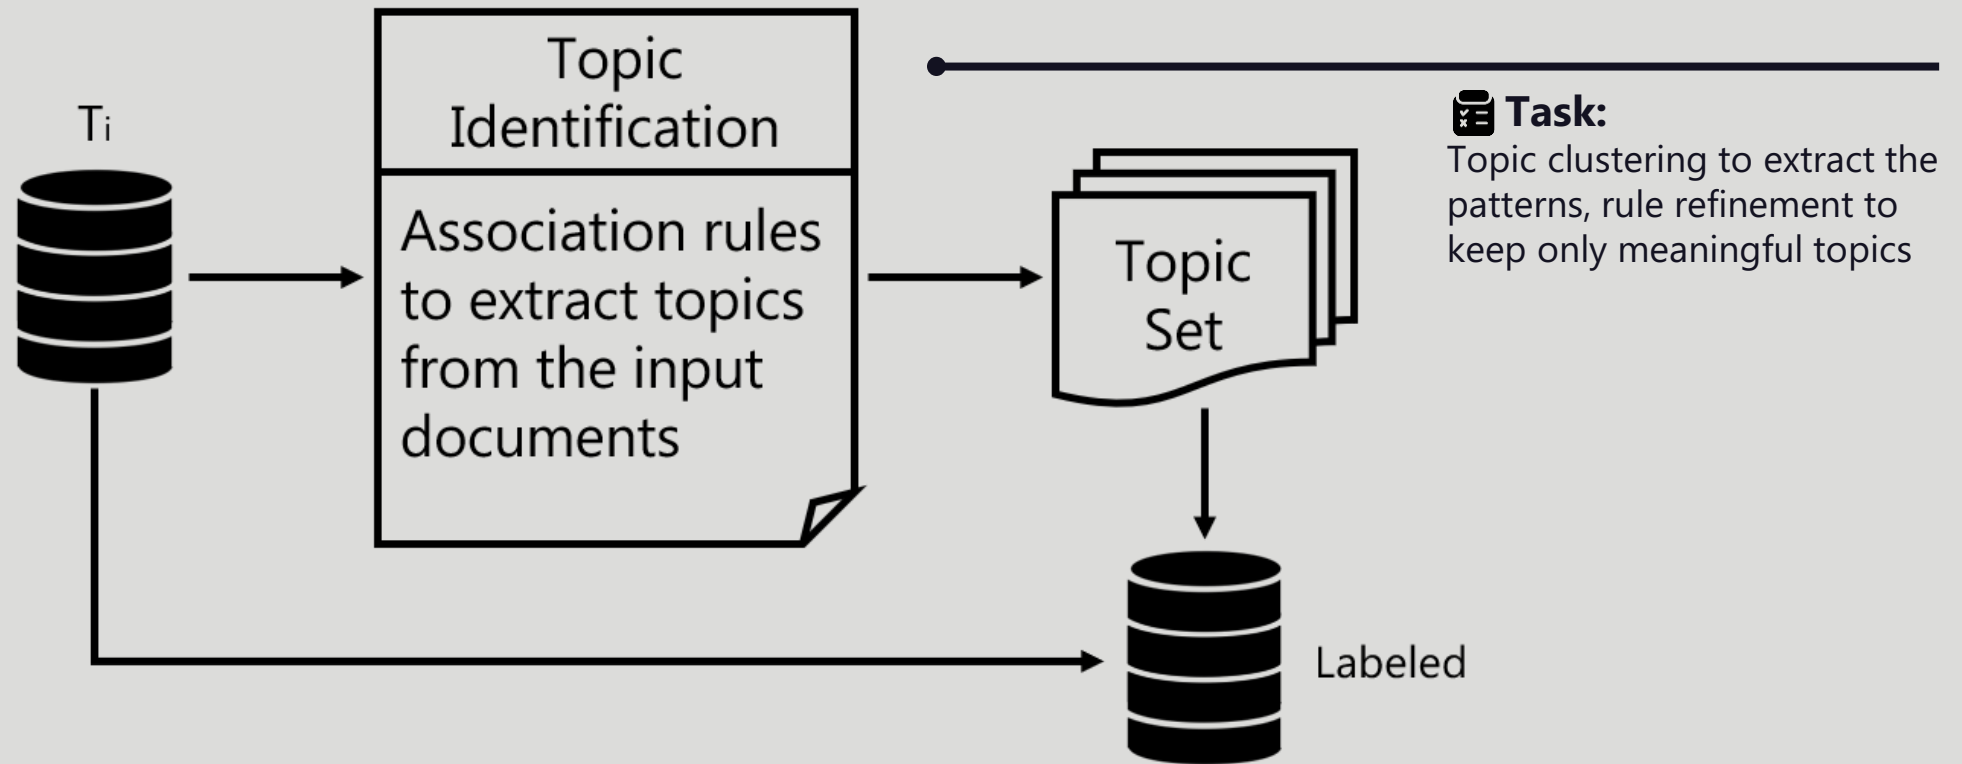 Ti
Topic
Identification
Association rules
to extract topics
from the input
documents
Topic
Set
Labeled
Task:
Topic clustering to extract the
patterns, rule refinement to
keep only meaningful topics